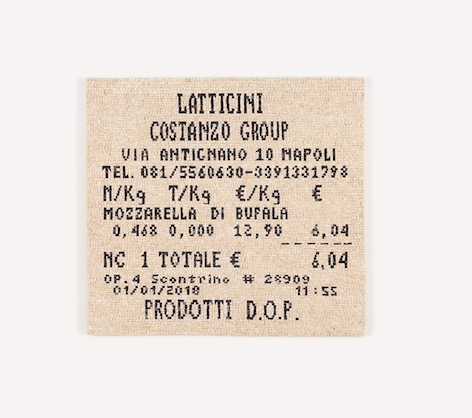 LATTICINI
COSTANZO GROUP
VIA ANTIGNANO 10 NAPOLI
TEL. 081/5560630-3391331798
N/Kg T/Kg €/Kg €
MOZZARELLA DI BUFALA
0,468 0,000 12,90 6,04
NC 1 TOTALE € 6,04
OP.4 Scontrino # 28909
01/01/2018 11:55
PRODOTTI D.O.P.